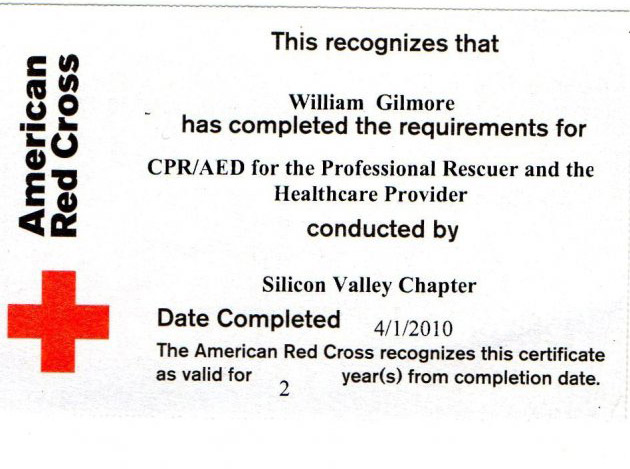 American
Red Cross
This recognizes that
William Gilmore
has completed the requirements for
CPR/AED for the Professional Rescuer and the
Healthcare Provider
conducted by
Silicon Valley Chapter
Date Completed 4/1/2010
The American Red Cross recognizes this certificate
as valid for 2 year(s) from completion date.